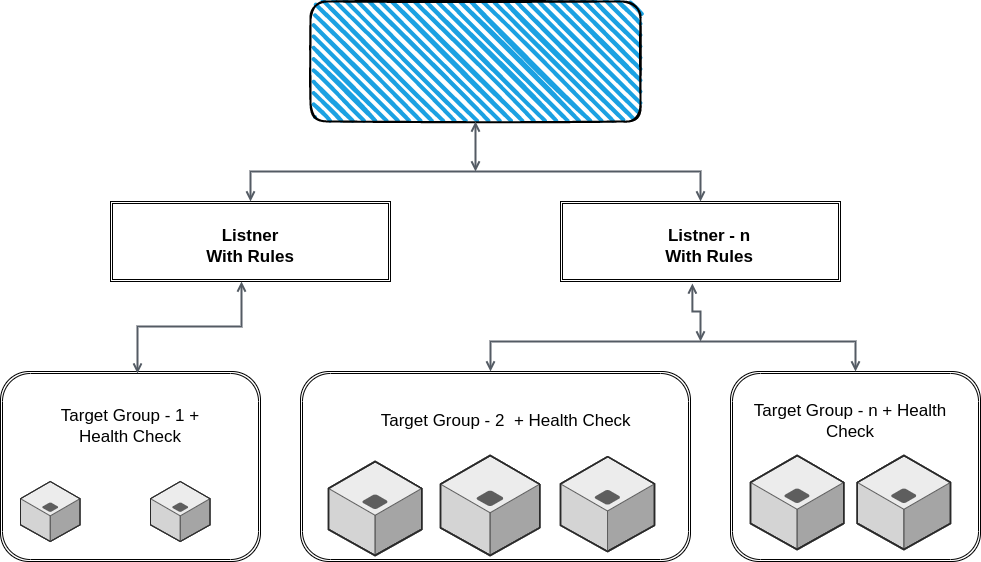 Listner
With Rules
Listner - n
With Rules
Target Group - 1 +
Health Check
Target Group - 2  + Health Check
Target Group - n + Health
Check